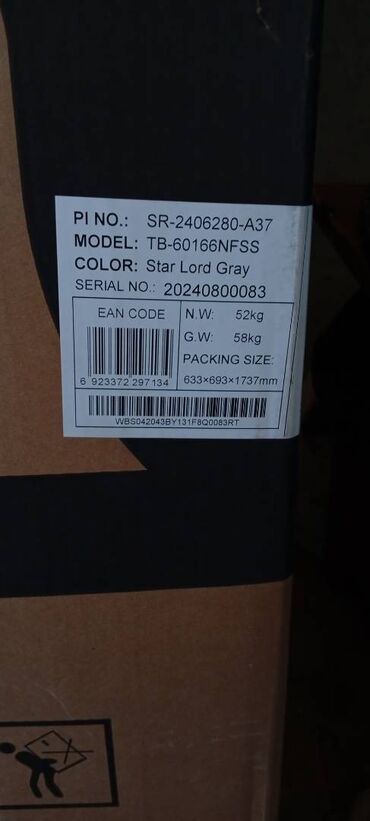 PI NO.: SR-2406280-A37
MODEL: TB-60166NFSS
COLOR: Star Lord Gray
SERIAL NO.: 20240800083
EAN CODE
6 923372 297134
N.W: 52kg
G.W: 58kg
PACKING SIZE:
633×693×1737mm
WBS042043BY131F8Q0083RT